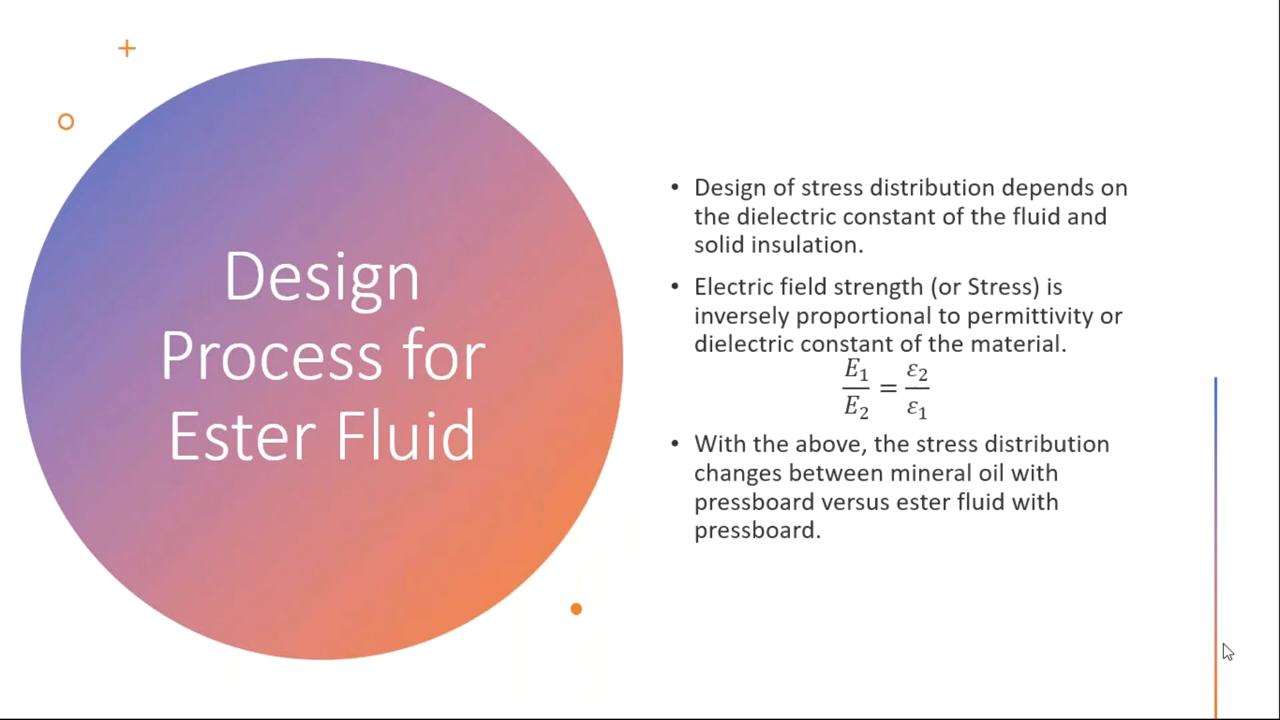 Design
Process for
Ester Fluid
• Design of stress distribution depends on
the dielectric constant of the fluid and
solid insulation.
• Electric field strength (or Stress) is
inversely proportional to permittivity or
dielectric constant of the material.
E₁/E₂ = ε₂/ε₁
• With the above, the stress distribution
changes between mineral oil with
pressboard versus ester fluid with
pressboard.